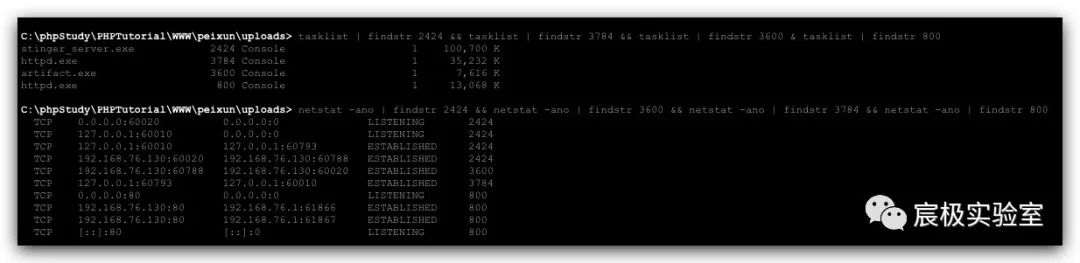 C:\phpStudy\PHPTutorial\WWW\peixun\uploads> tasklist | findstr 2424 && tasklist | findstr 3784 && tasklist | findstr 3600 & tasklist | findstr 800
stinger_server.exe 2424 Console 1 100,700 K
httpd.exe 3784 Console 1 35,232 K
artifact.exe 3600 Console 1 7,616 K
httpd.exe 800 Console 1 13,068 K
C:\phpStudy\PHPTutorial\WWW\peixun\uploads> netstat -ano | findstr 2424 && netstat -ano | findstr 3600 && netstat -ano | findstr 3784 && netstat -ano | findstr 800
TCP 0.0.0.0:60020 0.0.0.0:0 LISTENING 2424
TCP 127.0.0.1:60010 0.0.0.0:0 LISTENING 2424
TCP 127.0.0.1:60010 127.0.0.1:60793 ESTABLISHED 2424
TCP 192.168.76.130:60020 192.168.76.130:60788 ESTABLISHED 2424
TCP 192.168.76.130:60788 192.168.76.130:60020 ESTABLISHED 3600
TCP 127.0.0.1:60793 127.0.0.1:60010 ESTABLISHED 3784
TCP 0.0.0.0:80 0.0.0.0:0 LISTENING 800
TCP 192.168.76.130:80 192.168.76.1:61866 ESTABLISHED 800
TCP 192.168.76.130:80 192.168.76.1:61867 ESTABLISHED 800
TCP [::]:80 [::]:0 LISTENING 800
宸极实验室